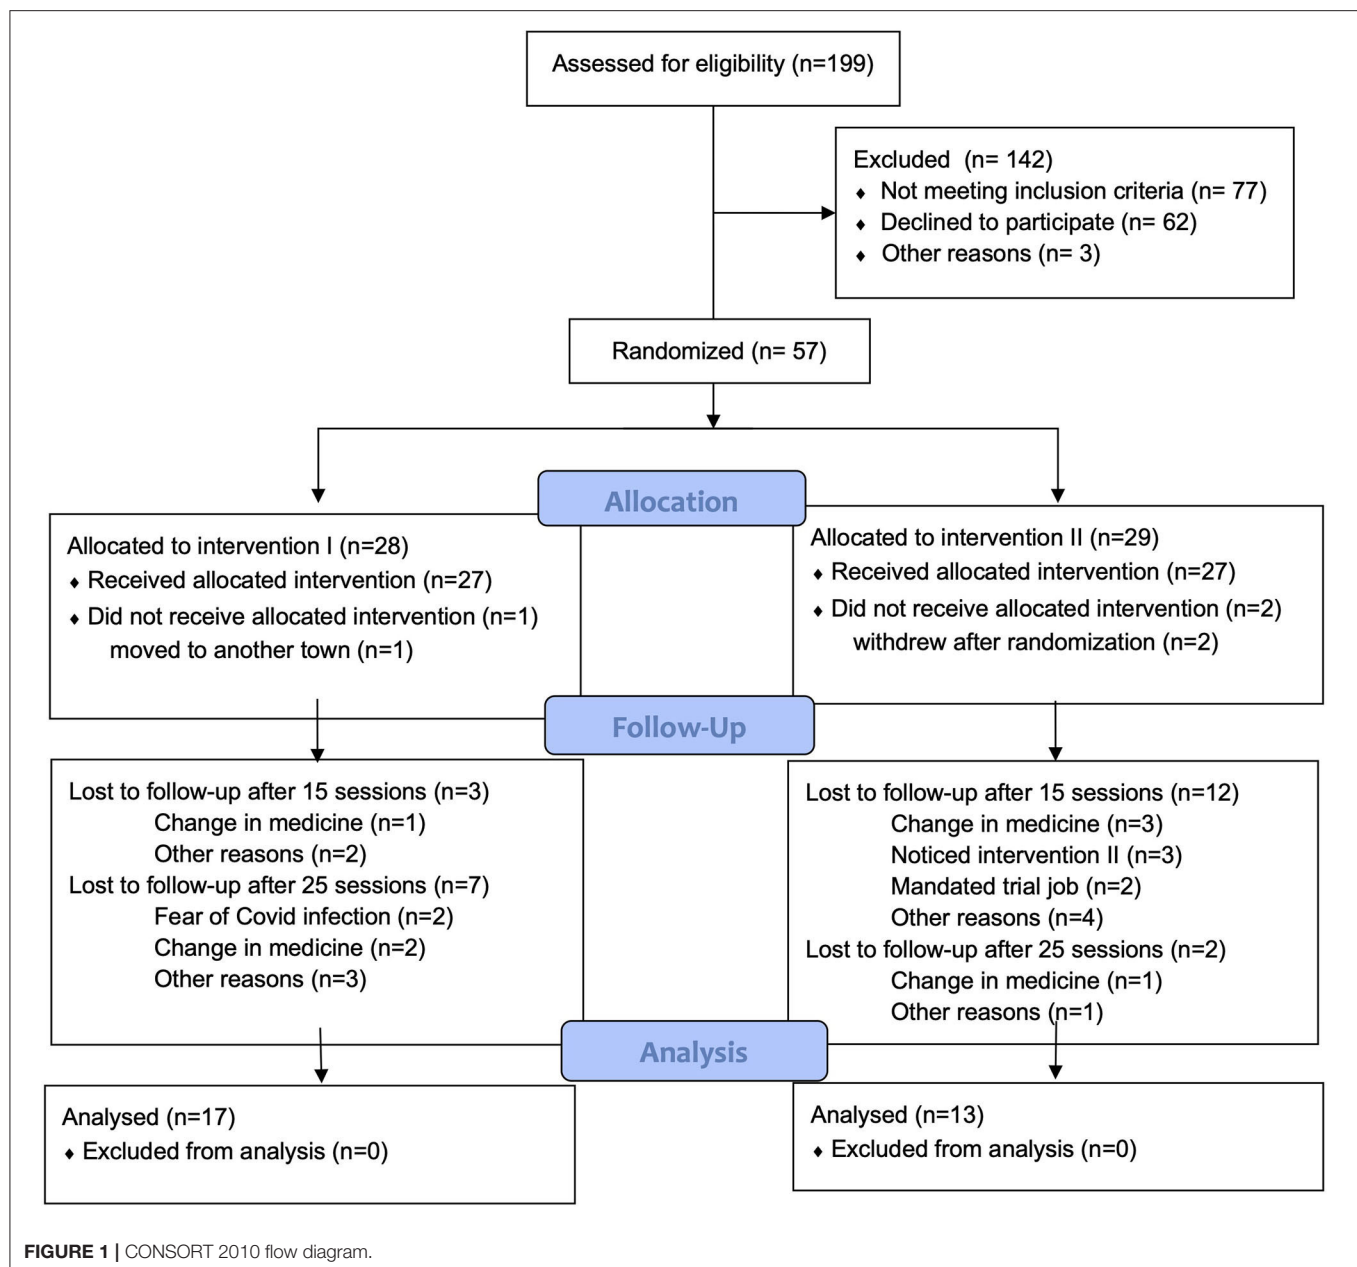 Assessed for eligibility (n=199)
Excluded (n= 142)
♦ Not meeting inclusion criteria (n= 77)
♦ Declined to participate (n= 62)
♦ Other reasons (n= 3)
Randomized (n= 57)
Allocation
Allocated to intervention I (n=28)
♦ Received allocated intervention (n=27)
♦ Did not receive allocated intervention (n=1)
moved to another town (n=1)
Allocated to intervention II (n=29)
♦ Received allocated intervention (n=27)
♦ Did not receive allocated intervention (n=2)
withdrew after randomization (n=2)
Follow-Up
Lost to follow-up after 15 sessions (n=3)
Change in medicine (n=1)
Other reasons (n=2)
Lost to follow-up after 25 sessions (n=7)
Fear of Covid infection (n=2)
Change in medicine (n=2)
Other reasons (n=3)
Lost to follow-up after 15 sessions (n=12)
Change in medicine (n=3)
Noticed intervention II (n=3)
Mandated trial job (n=2)
Other reasons (n=4)
Lost to follow-up after 25 sessions (n=2)
Change in medicine (n=1)
Other reasons (n=1)
Analysis
Analysed (n=17)
♦ Excluded from analysis (n=0)
Analysed (n=13)
♦ Excluded from analysis (n=0)
FIGURE 1 | CONSORT 2010 flow diagram.